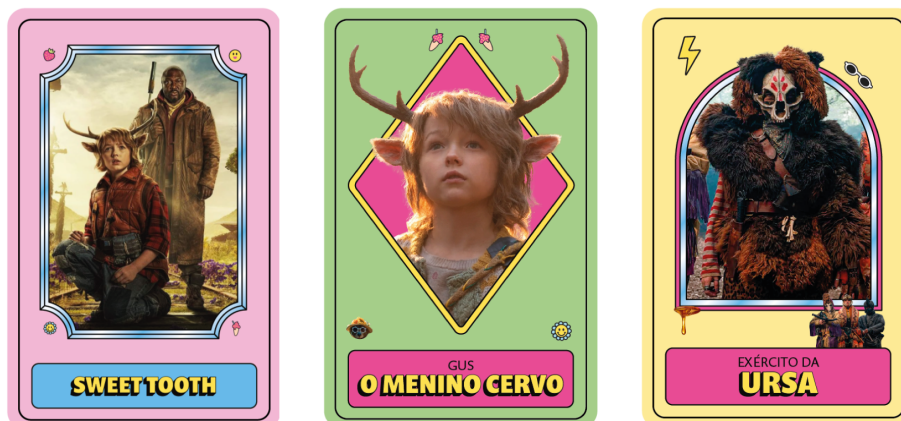 SWEET TOOTH
GUS
O MENINO CERVO
EXÉRCITO DA
URSA